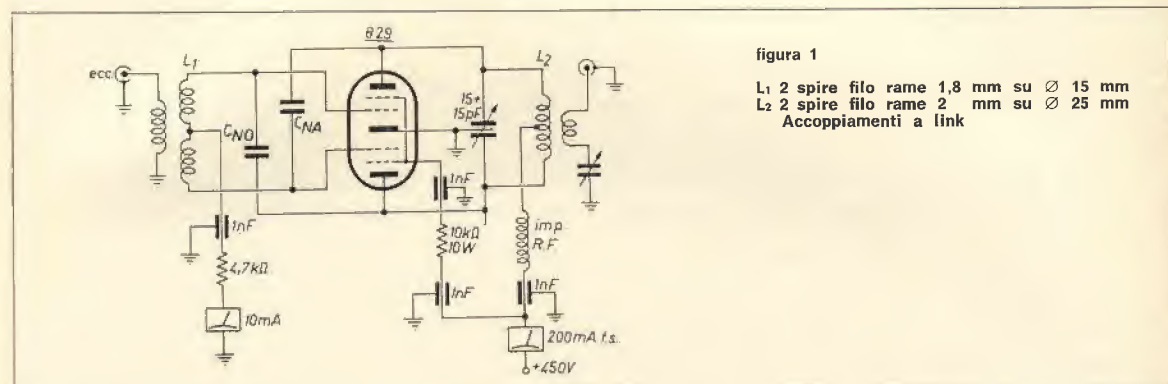 829
ecc.
L1
CNO
CNA
15+
15pF
L2
1nF
4,7kΩ
10mA
1nF
10kΩ
10W
1nF
imp.
R.F.
1nF
200mA f.s.
+450V
figura 1
L1 2 spire filo rame 1,8 mm su Ø 15 mm
L2 2 spire filo rame 2 mm su Ø 25 mm
Accoppiamenti a link